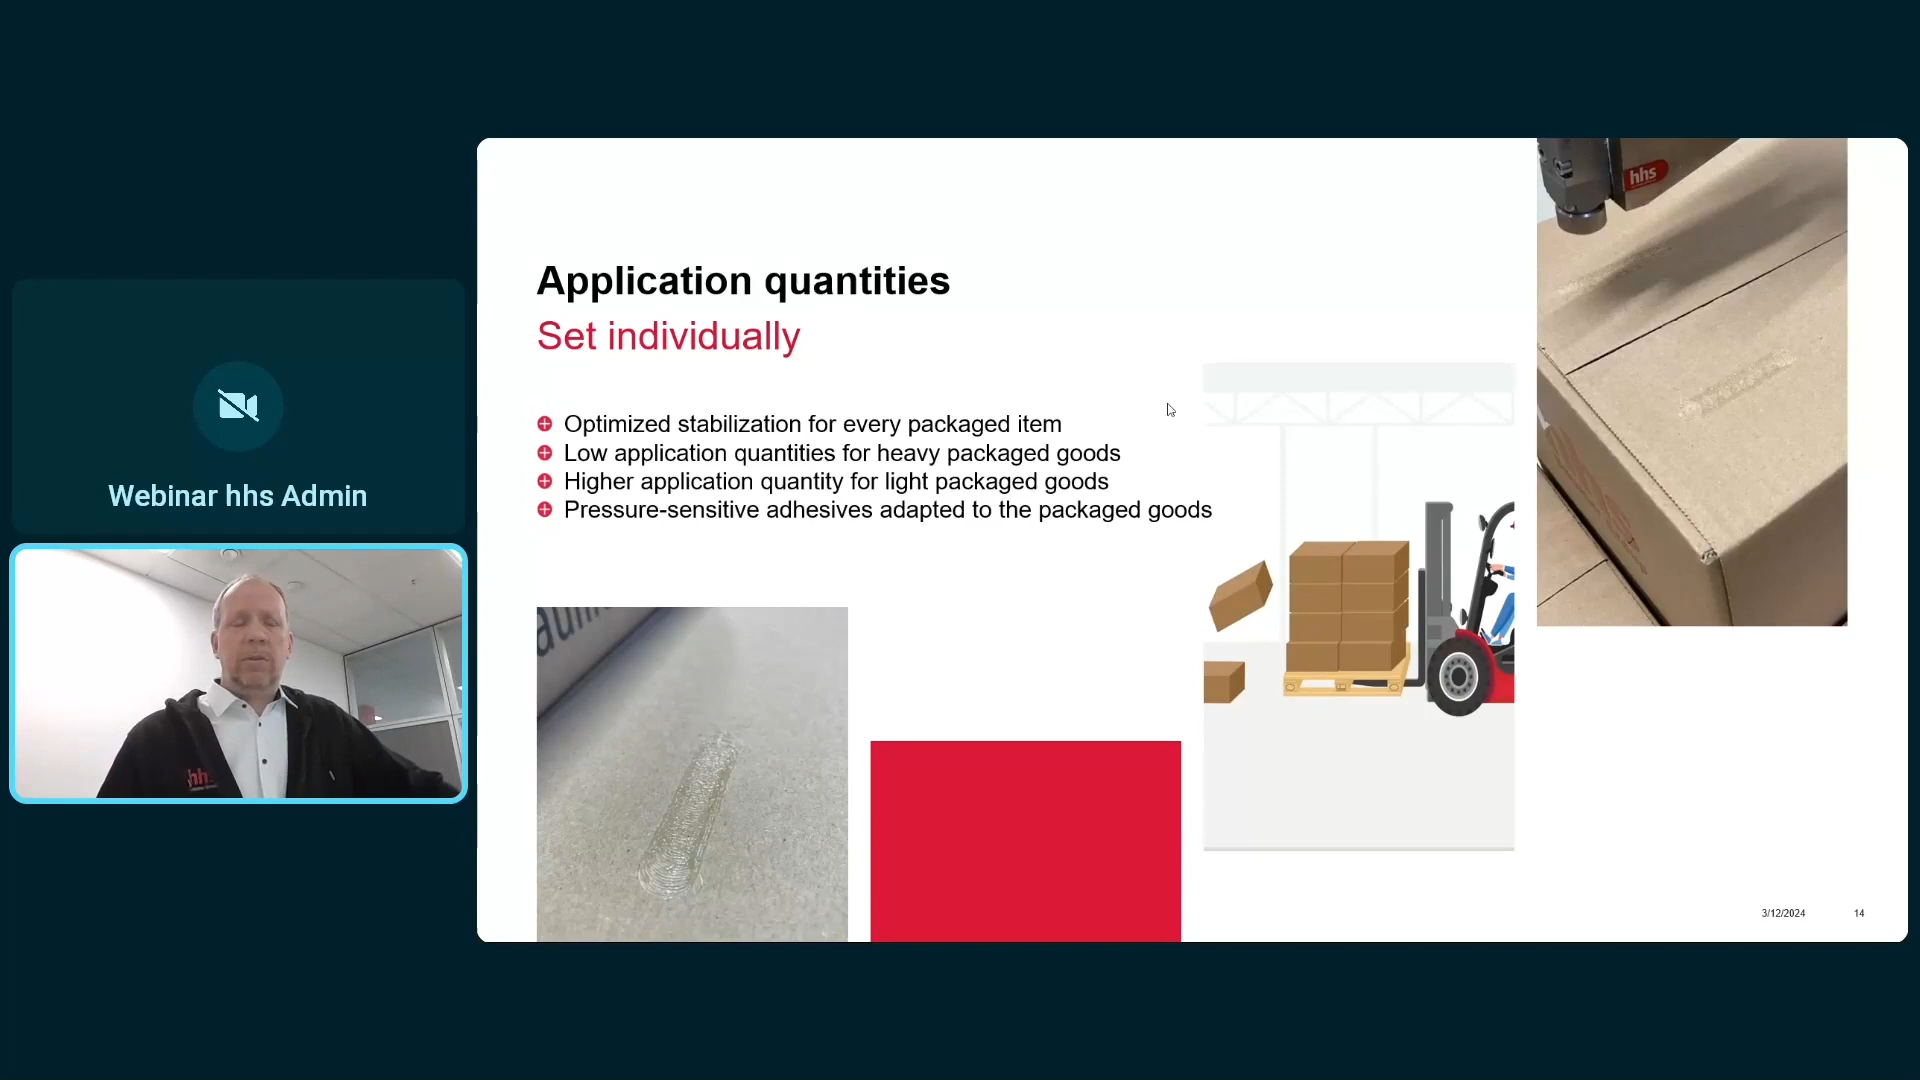 Webinar hhs Admin
Application quantities
Set individually
Optimized stabilization for every packaged item
Low application quantities for heavy packaged goods
Higher application quantity for light packaged goods
Pressure-sensitive adhesives adapted to the packaged goods
hhs
3/12/2024
14